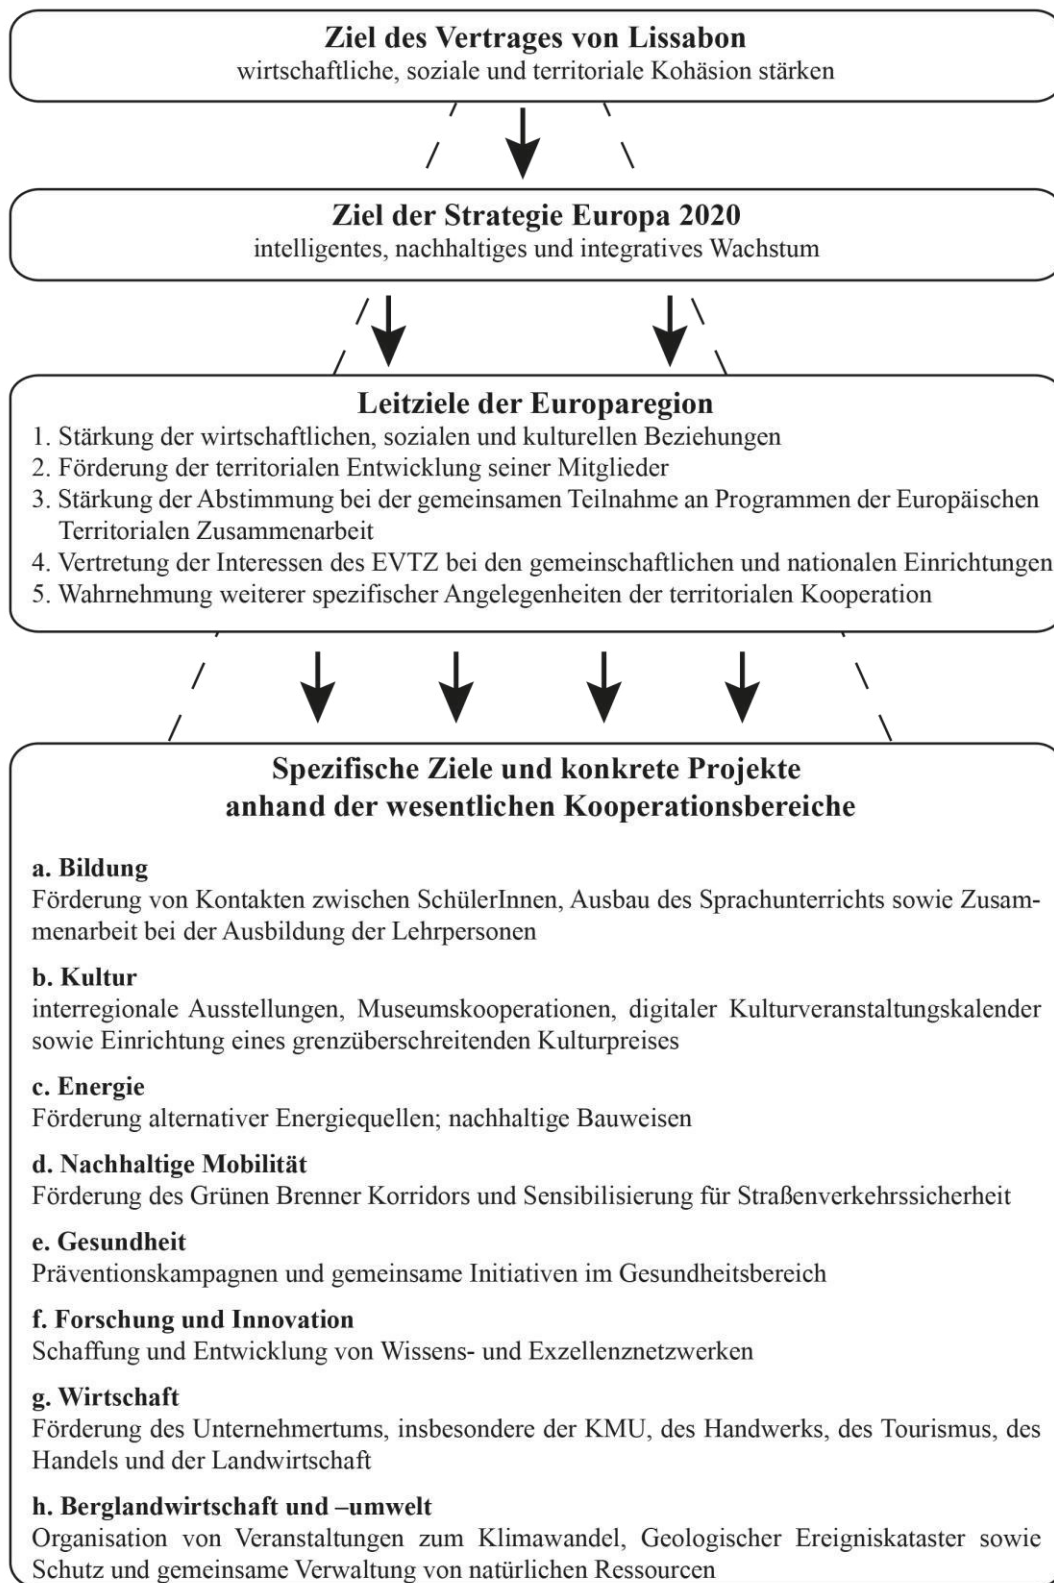 Ziel des Vertrages von Lissabon
wirtschaftliche, soziale und territoriale Kohäsion stärken
Ziel der Strategie Europa 2020
intelligentes, nachhaltiges und integratives Wachstum
Leitziele der Europaregion
1. Stärkung der wirtschaftlichen, sozialen und kulturellen Beziehungen
2. Förderung der territorialen Entwicklung seiner Mitglieder
3. Stärkung der Abstimmung bei der gemeinsamen Teilnahme an Programmen der Europäischen
Territorialen Zusammenarbeit
4. Vertretung der Interessen des EVTZ bei den gemeinschaftlichen und nationalen Einrichtungen
5. Wahrnehmung weiterer spezifischer Angelegenheiten der territorialen Kooperation
Spezifische Ziele und konkrete Projekte
anhand der wesentlichen Kooperationsbereiche
a. Bildung
Förderung von Kontakten zwischen SchülerInnen, Ausbau des Sprachunterrichts sowie Zusam-
menarbeit bei der Ausbildung der Lehrpersonen
b. Kultur
interregionale Ausstellungen, Museumskooperationen, digitaler Kulturveranstaltungskalender
sowie Einrichtung eines grenzüberschreitenden Kulturpreises
c. Energie
Förderung alternativer Energiequellen; nachhaltige Bauweisen
d. Nachhaltige Mobilität
Förderung des Grünen Brenner Korridors und Sensibilisierung für Straßenverkehrssicherheit
e. Gesundheit
Präventionskampagnen und gemeinsame Initiativen im Gesundheitsbereich
f. Forschung und Innovation
Schaffung und Entwicklung von Wissens- und Exzellenznetzwerken
g. Wirtschaft
Förderung des Unternehmertums, insbesondere der KMU, des Handwerks, des Tourismus, des
Handels und der Landwirtschaft
h. Berglandwirtschaft und –umwelt
Organisation von Veranstaltungen zum Klimawandel, Geologischer Ereigniskataster sowie
Schutz und gemeinsame Verwaltung von natürlichen Ressourcen